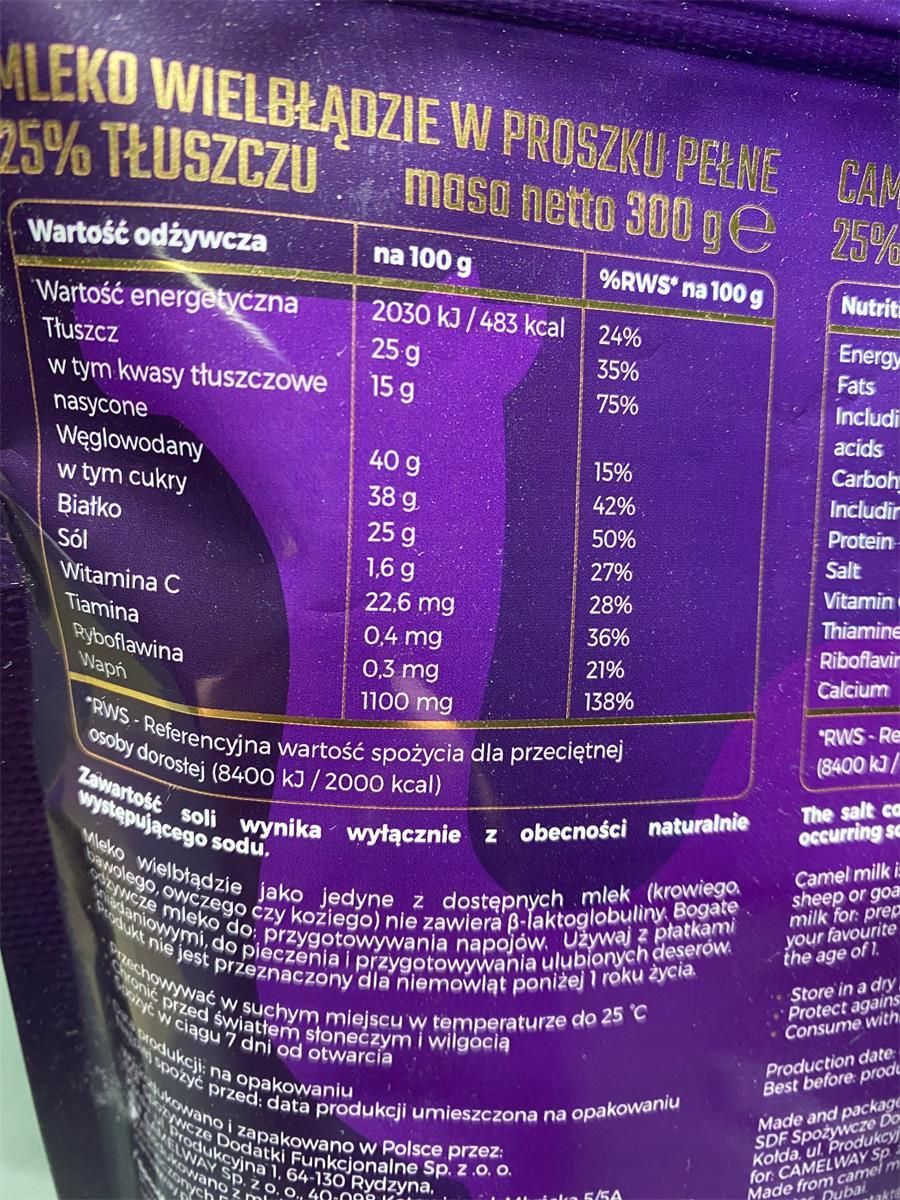 MLEKO WIELBŁĄDZIE W PROSZKU PEŁNE
25% TŁUSZCZU masa netto 300 g e
Wartość odżywcza na 100 g %RWS* na 100 g
Wartość energetyczna 2030 kJ / 483 kcal 24%
Tłuszcz 25 g 35%
w tym kwasy tłuszczowe 15 g 75%
nasycone
Węglowodany 40 g 15%
w tym cukry 38 g 42%
Białko 25 g 50%
Sól 1,6 g 27%
Witamina C 22,6 mg 28%
Tiamina 0,4 mg 36%
Ryboflawina 0,3 mg 21%
Wapń 1100 mg 138%
*RWS - Referencyjna wartość spożycia dla przeciętnej
osoby dorosłej (8400 kJ / 2000 kcal)
Zawartość soli wynika wyłącznie z obecności naturalnie
występującego sodu.
Mleko wielbłądzie jako jedyne z dostępnych mlek (krowiego,
bawolego, owczego czy koziego) nie zawiera β-laktoglobuliny. Bogate
odżywcze mleko do: przygotowywania napojów. Używaj z płatkami
śniadaniowymi, do pieczenia i przygotowywania ulubionych deserów.
Produkt nie jest przeznaczony dla niemowląt poniżej 1 roku życia.
Przechowywać w suchym miejscu w temperaturze do 25 °C
Chronić przed światłem słonecznym i wilgocią
Spożyć w ciągu 7 dni od otwarcia
produkcji: na opakowaniu
spożyć przed: data produkcji umieszczona na opakowaniu
ukowano i zapakowano w Polsce przez:
Spożywcze Dodatki Funkcjonalne Sp. z .o. o.
Produkcyjna 1, 64-130 Rydzyna,
ELWAY Sp. z o. o., 40-098
5/5A
CAM
25%
Nutriti
Energy
Fats
Includi
acids
Carbohy
Includin
Protein
Salt
Vitamin
Thiamine
Riboflavin
Calcium
*RWS - Re
(8400 kJ /
The salt co
occurring so
Camel milk i
sheep or goa
milk for: prep
your favourite
the age of 1.
Store in a dry
Protect agains
Consume with
Production date:
Best before: produ
Made and package
SDF Spożywcze Do
Kołda, ul. Produkcyj
for: CAMELWAY Sp. z
Made from camel m